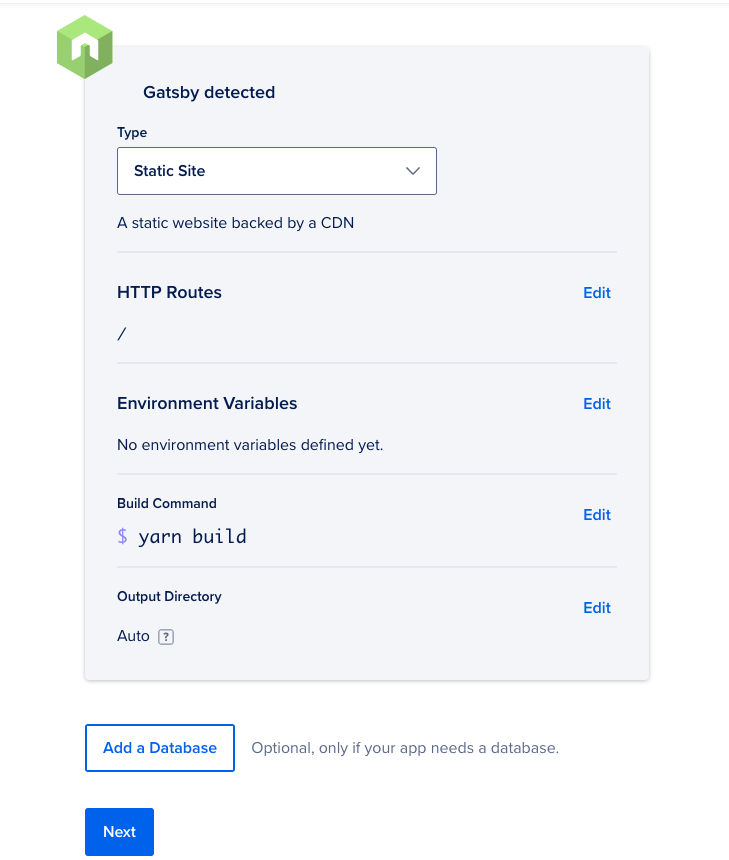 Gatsby detected
Type
Static Site
A static website backed by a CDN
HTTP Routes
Edit
/
Environment Variables
Edit
No environment variables defined yet.
Build Command
Edit
$ yarn build
Output Directory
Edit
Auto ?
Add a Database
Optional, only if your app needs a database.
Next